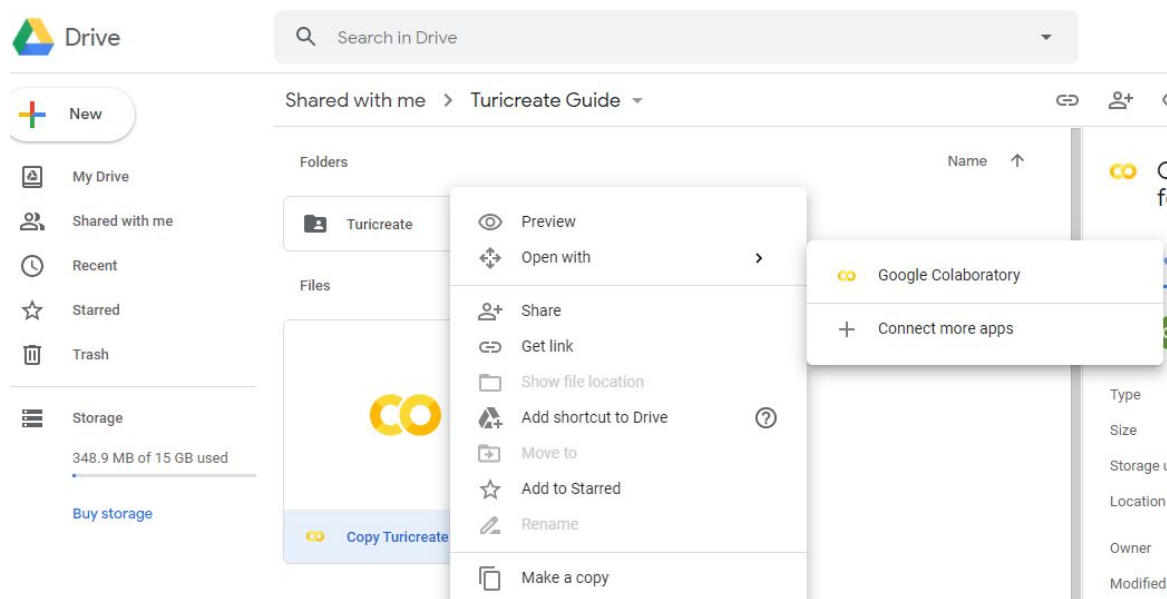 Drive
Search in Drive
New
My Drive
Shared with me
Recent
Starred
Trash
Storage
348.9 MB of 15 GB used
Buy storage
Shared with me > Turicreate Guide
Folders
Name
Turicreate
Files
Copy Turicreate
Preview
Open with
Share
Get link
Show file location
Add shortcut to Drive
Move to
Add to Starred
Rename
Make a copy
Google Colaboratory
Connect more apps
Type
Size
Storage
Location
Owner
Modified